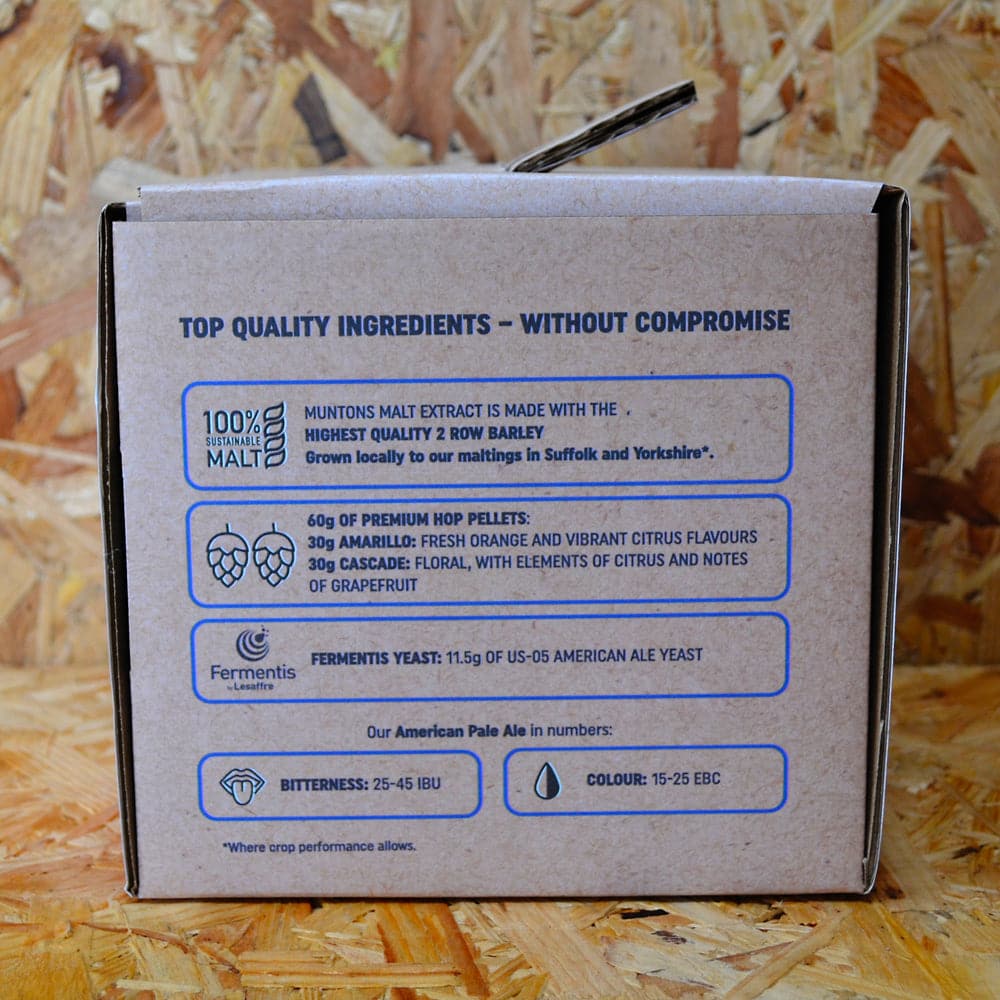 TOP QUALITY INGREDIENTS – WITHOUT COMPROMISE
100%
SUSTAINABLE
MALT
MUNTONS MALT EXTRACT IS MADE WITH THE .
HIGHEST QUALITY 2 ROW BARLEY
Grown locally to our maltings in Suffolk and Yorkshire*.
60g OF PREMIUM HOP PELLETS:
30g AMARILLO: FRESH ORANGE AND VIBRANT CITRUS FLAVOURS
30g CASCADE: FLORAL, WITH ELEMENTS OF CITRUS AND NOTES
OF GRAPEFRUIT
Fermentis
by Lesaffre
FERMENTIS YEAST: 11.5g OF US-05 AMERICAN ALE YEAST
Our American Pale Ale in numbers:
BITTERNESS: 25-45 IBU
COLOUR: 15-25 EBC
*Where crop performance allows.